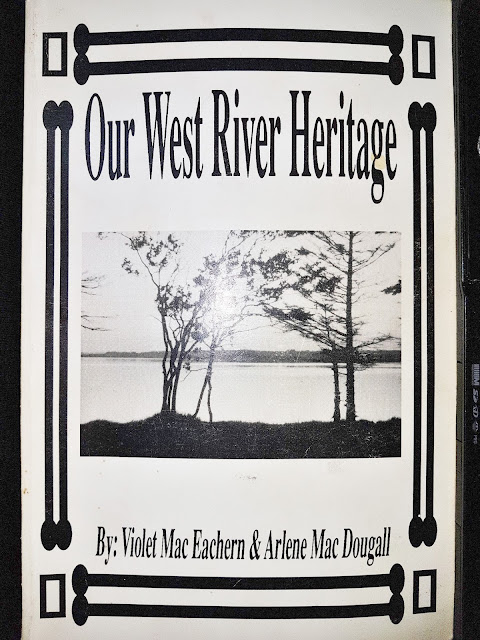 Our West River Heritage
By: Violet Mac Eachern & Arlene Mac Dougall